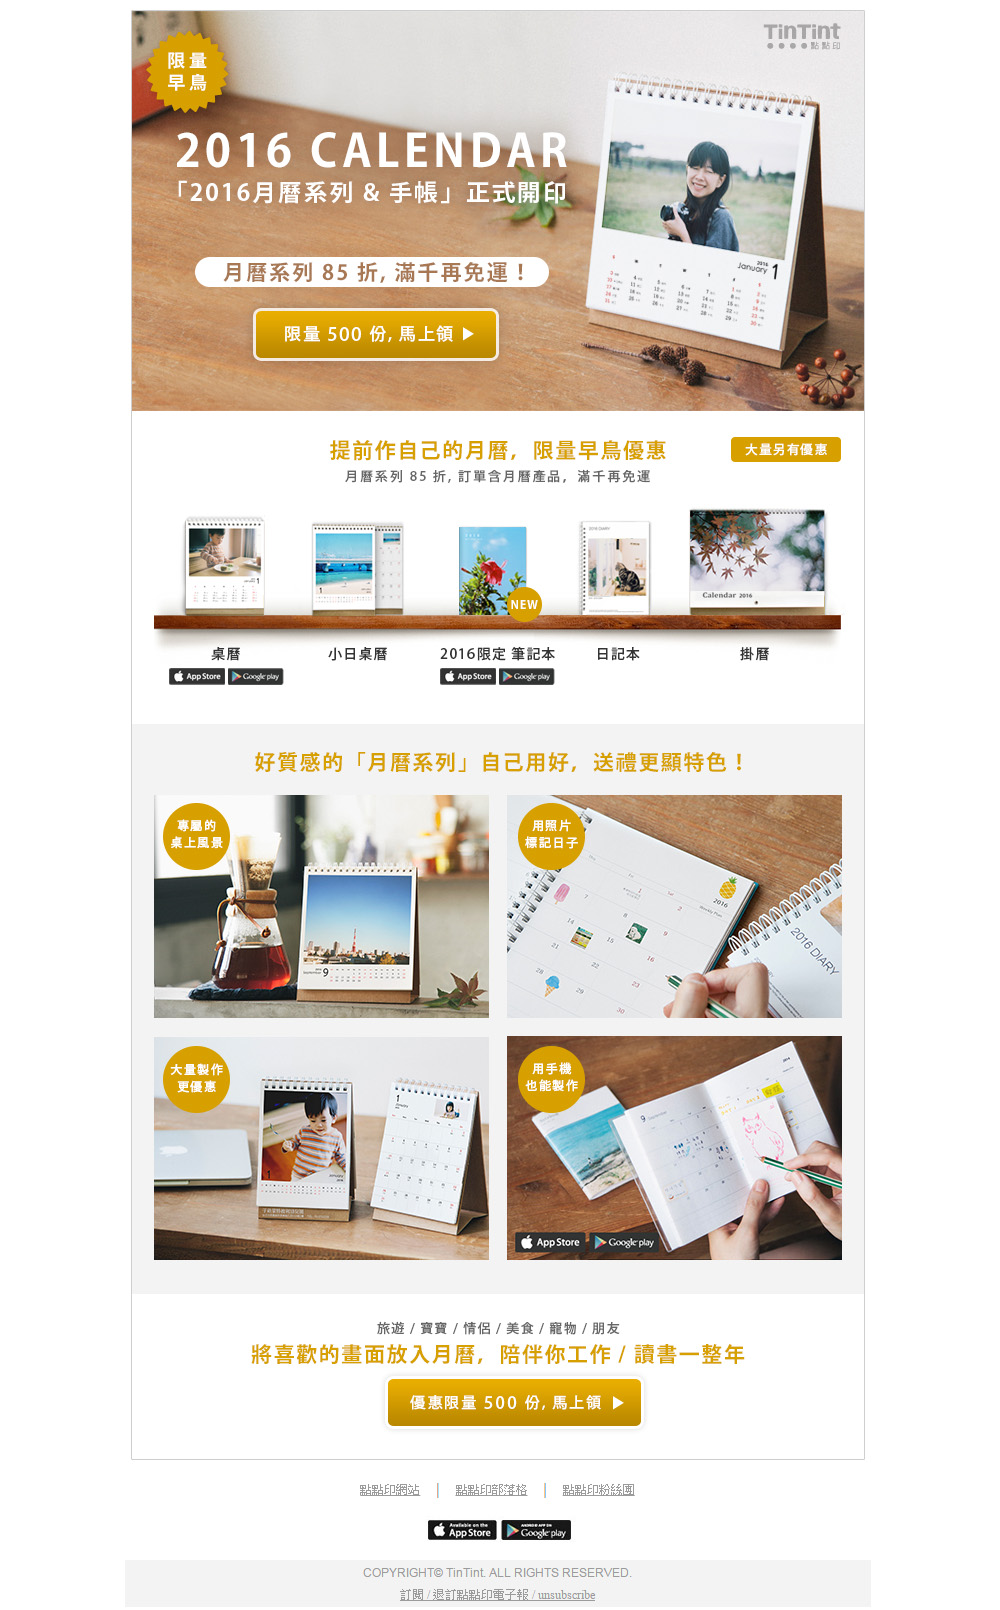 TinTint
點點印
限量
早鳥
2016 CALENDAR
「2016月曆系列 & 手帳」正式開印
月曆系列 85 折, 滿千再免運！
限量 500 份, 馬上領 ▶
2016
January 1
提前作自己的月曆，限量早鳥優惠
大量另有優惠
月曆系列 85 折, 訂單含月曆產品，滿千再免運
2016 DIARY
Calendar 2016
NEW
桌曆
小日桌曆
2016限定 筆記本
日記本
掛曆
App Store
Google play
App Store
Google play
好質感的「月曆系列」自己用好，送禮更顯特色！
專屬的
桌上風景
September 9
用照片
標記日子
2016
Weekly Plan
2016 DIARY
大量製作
更優惠
用手機
也能製作
9 September
App Store
Google play
旅遊 / 寶寶 / 情侶 / 美食 / 寵物 / 朋友
將喜歡的畫面放入月曆，陪伴你工作 / 讀書一整年
優惠限量 500 份, 馬上領 ▶
點點印網站 | 點點印部落格 | 點點印粉絲團
Available on the App Store
ANDROID APP ON Google play
COPYRIGHT© TinTint. ALL RIGHTS RESERVED.
訂閱 / 退訂點點印電子報 / unsubscribe